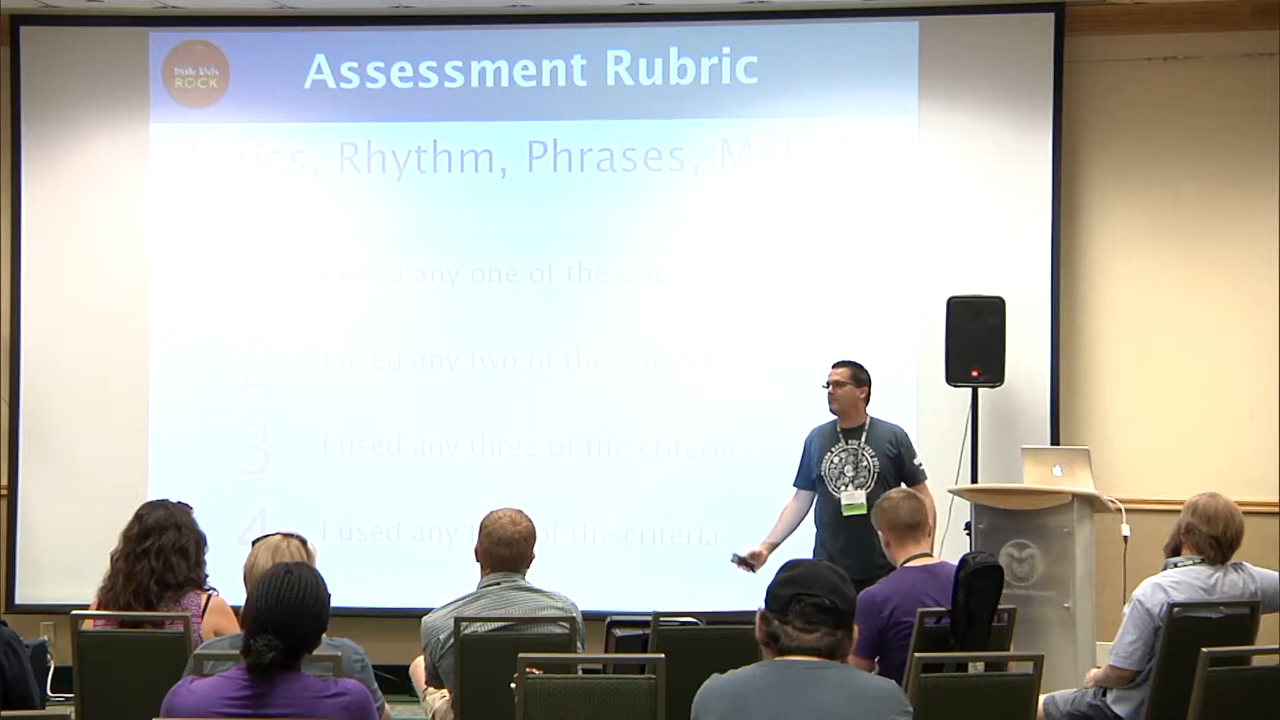 Little Kids
ROCK
Assessment Rubric
Rhythm, Phrases,
I used any one of the criteria
2 I used any two of the criteria
3 I used any three of the criteria
4 I used any of the criteria